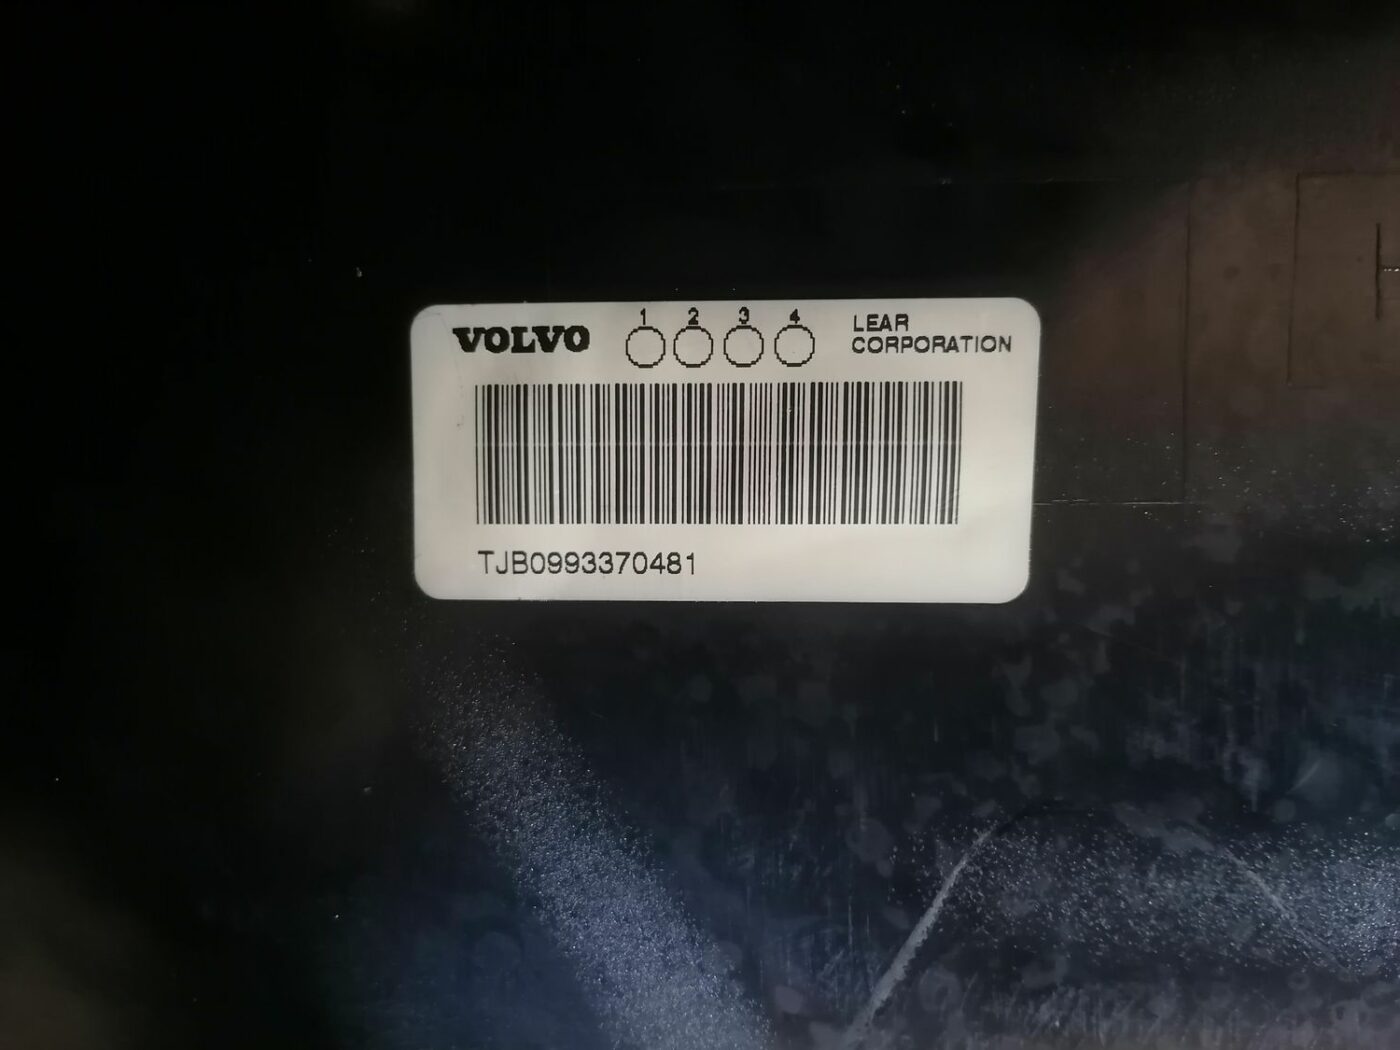 VOLVO
1 2 3 4
LEAR
CORPORATION
TJB0993370481